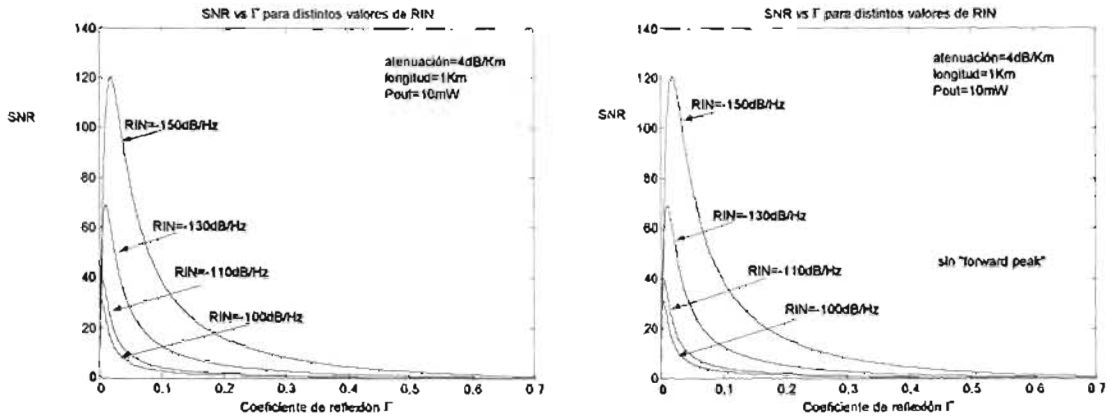 SNR vs Γ para distintos valores de RIN
140
120
100
80
60
40
20
0
SNR
atenuación=4dB/Km
longitud=1Km
Pout=10mW
RIN=-150dB/Hz
RIN=-130dB/Hz
RIN=-110dB/Hz
RIN=-100dB/Hz
0 0.1 0.2 0.3 0.4 0.5 0.6 0.7
Coeficiente de reflexión Γ
SNR vs Γ para distintos valores de RIN
140
120
100
80
60
40
20
0
SNR
atenuación=4dB/Km
longitud=1Km
Pout=10mW
RIN=-150dB/Hz
RIN=-130dB/Hz
sin "forward peak"
RIN=-110dB/Hz
RIN=-100dB/Hz
0 0.1 0.2 0.3 0.4 0.5 0.6 0.7
Coeficiente de reflexión Γ